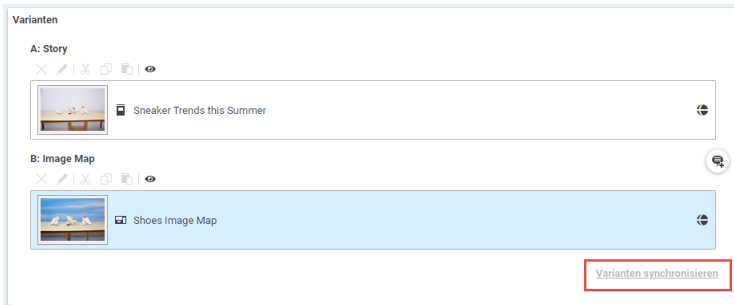 Varianten
A: Story
Sneaker Trends this Summer
B: Image Map
Shoes Image Map
Varianten synchronisieren